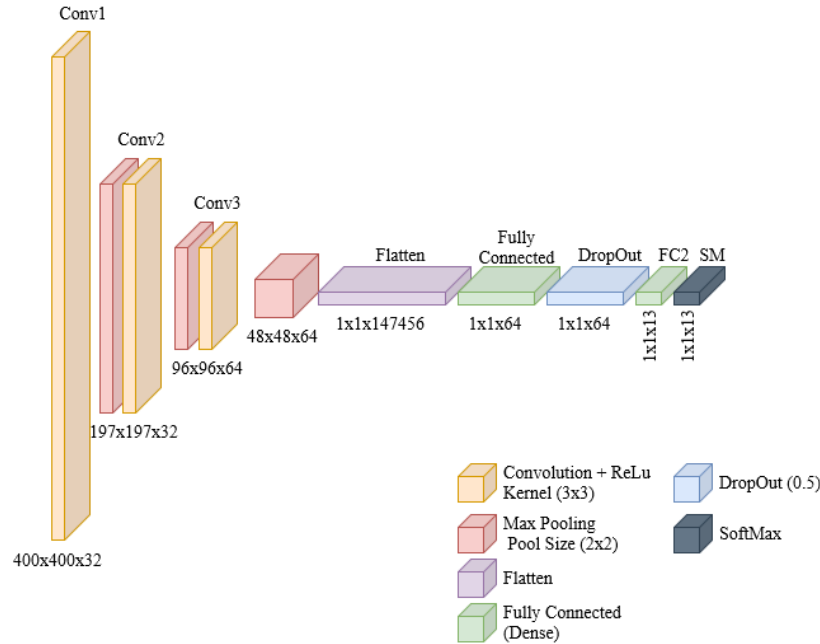 Conv1
Conv2
Conv3
Flatten
Fully
Connected
DropOut
FC2
SM
400x400x32
197x197x32
96x96x64
48x48x64
1x1x147456
1x1x64
1x1x64
1x1x13
1x1x13
Convolution + ReLu
Kernel (3x3)
Max Pooling
Pool Size (2x2)
Flatten
Fully Connected
(Dense)
DropOut (0.5)
SoftMax